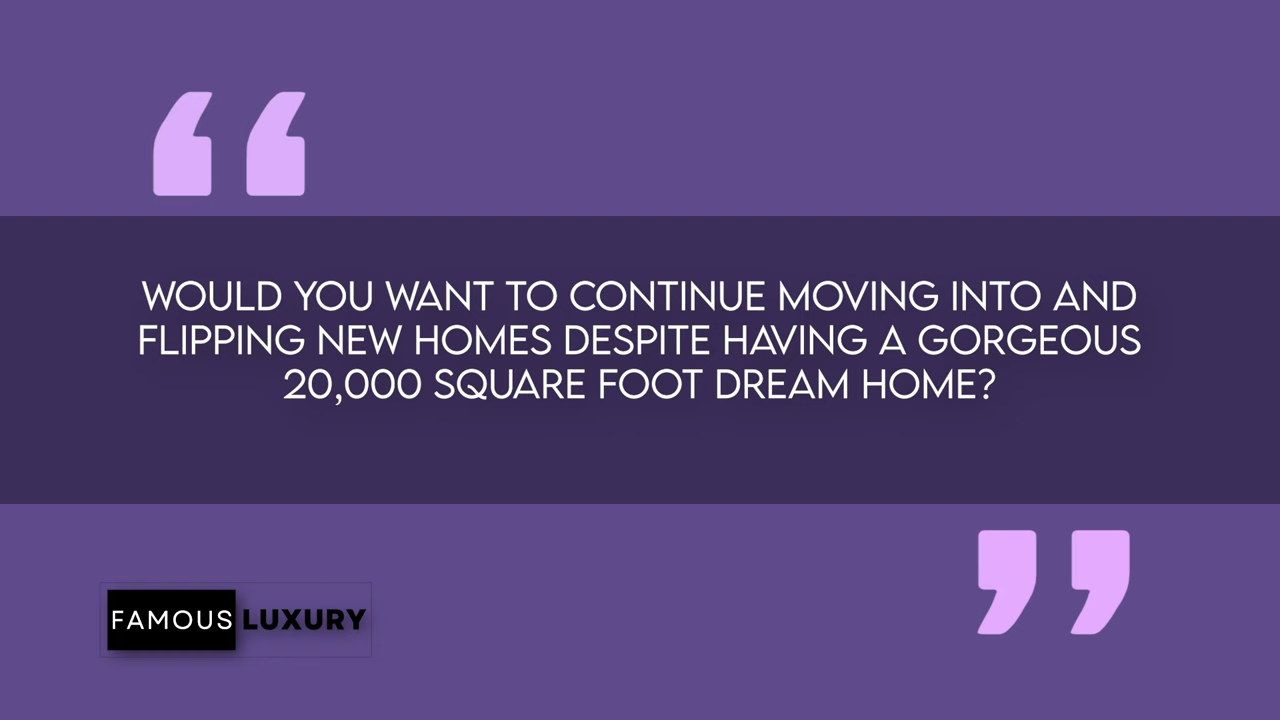 WOULD YOU WANT TO CONTINUE MOVING INTO AND
FLIPPING NEW HOMES DESPITE HAVING A GORGEOUS
20,000 SQUARE FOOT DREAM HOME?
FAMOUS LUXURY